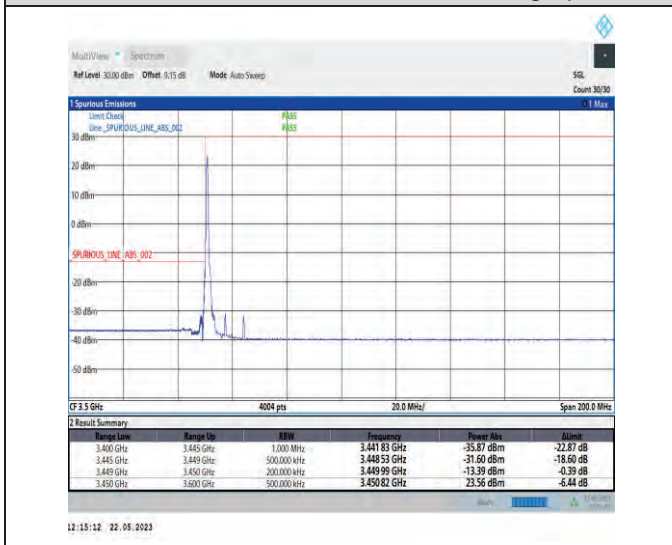 MultiView Spectrum
Ref Level 30.00 dBm Offset 9.15 dB Mode Auto Sweep SGL
Count 30/30
1 Spurious Emissions 1 Max
Limit Check PASS
Line _SPURIOUS_LINE_ABS_002 PASS
30 dBm
20 dBm
10 dBm
0 dBm
_SPURIOUS_LINE_ABS_002
-20 dBm
-30 dBm
-40 dBm
-50 dBm
CF 3.5 GHz 4004 pts 20.0 MHz/ Span 200.0 MHz
2 Result Summary
Range Low Range Up RBW Frequency Power Abs ΔLimit
3.400 GHz 3.445 GHz 1.000 MHz 3.441 83 GHz -35.87 dBm -22.87 dB
3.445 GHz 3.449 GHz 500.000 kHz 3.448 53 GHz -31.60 dBm -18.60 dB
3.449 GHz 3.450 GHz 200.000 kHz 3.449 99 GHz -13.39 dBm -0.39 dB
3.450 GHz 3.600 GHz 500.000 kHz 3.450 82 GHz 23.56 dBm -6.44 dB
12:15:12 22.05.2023